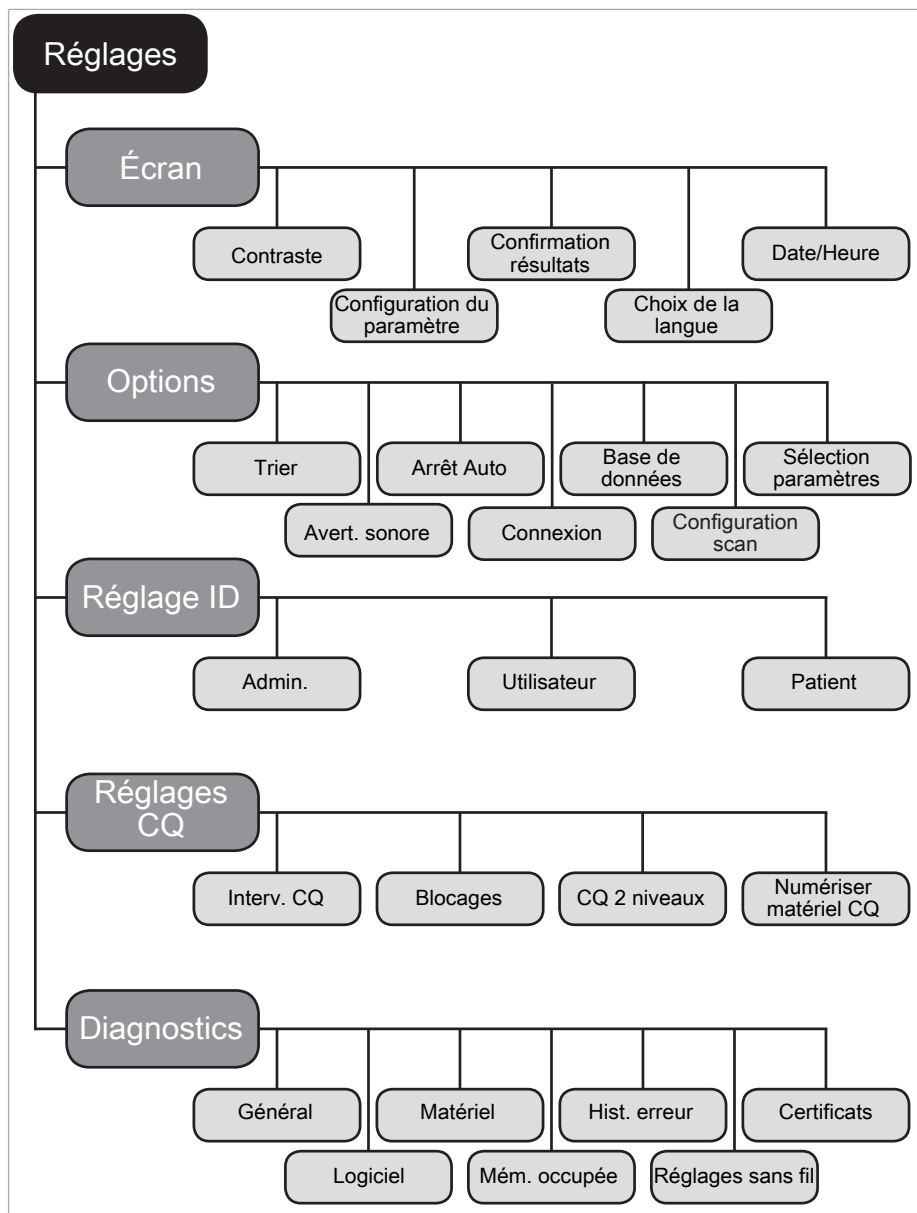 Réglages
Écran
Contraste
Configuration du
paramètre
Confirmation
résultats
Choix de la
langue
Date/Heure
Options
Trier
Avert. sonore
Arrêt Auto
Connexion
Base de
données
Configuration
scan
Sélection
paramètres
Réglage ID
Admin.
Utilisateur
Patient
Réglages
CQ
Interv. CQ
Blocages
CQ 2 niveaux
Numériser
matériel CQ
Diagnostics
Général
Logiciel
Matériel
Mém. occupée
Hist. erreur
Réglages sans fil
Certificats